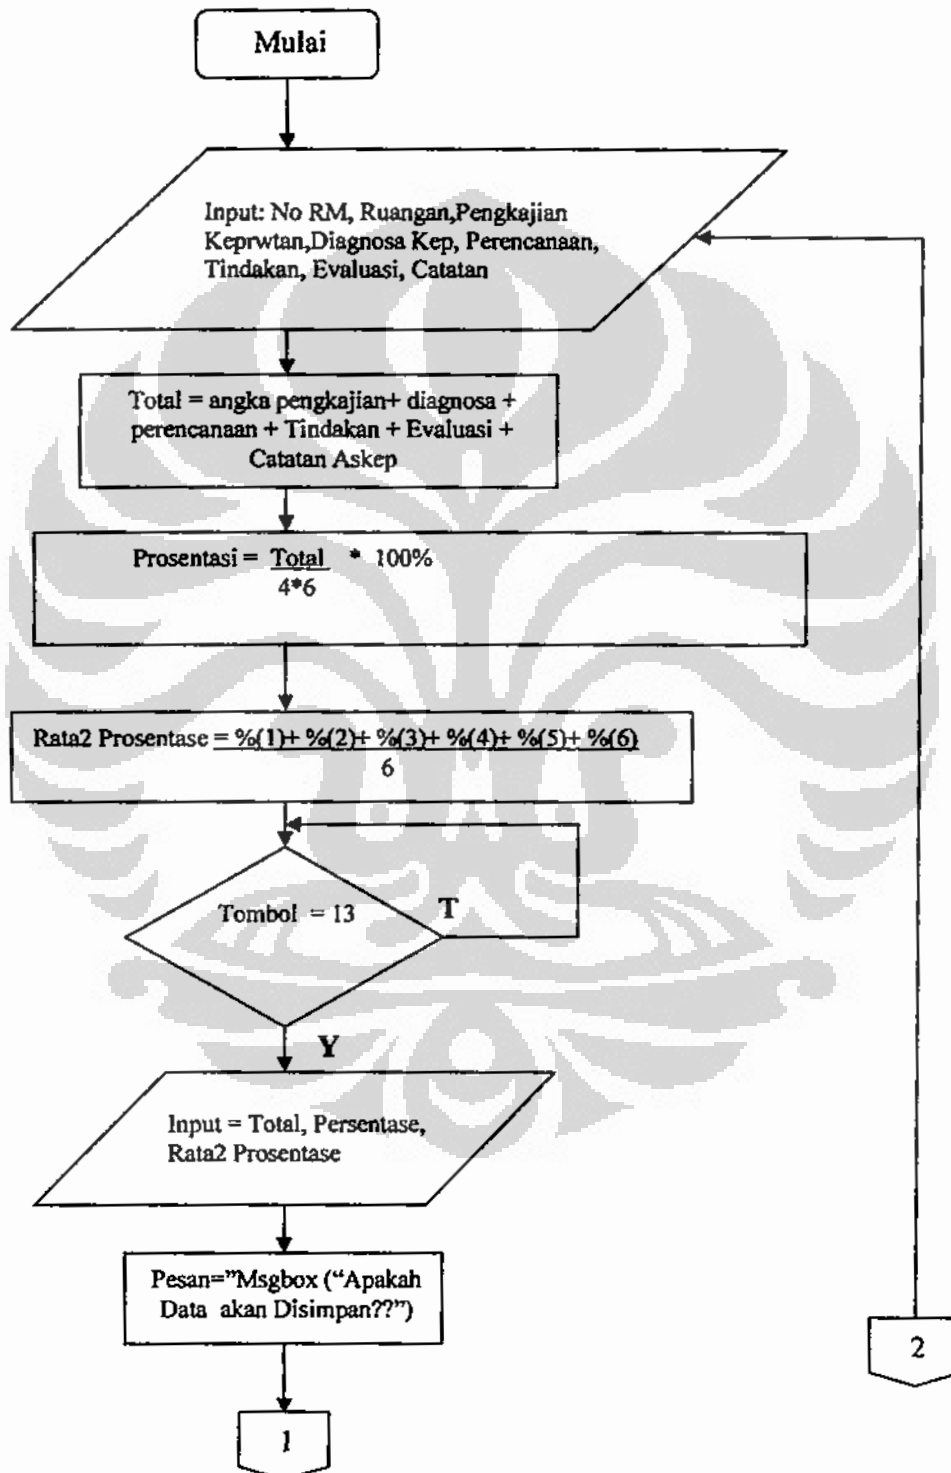 Mulai
Input: No RM, Ruangan,Pengkajian
Keprwtan,Diagnosa Kep, Perencanaan,
Tindakan, Evaluasi, Catatan
Total = angka pengkajian+ diagnosa +
perencanaan + Tindakan + Evaluasi +
Catatan Askep
Prosentasi = Total * 100%
4*6
Rata2 Prosentase = %(1)+ %(2)+ %(3)+ %(4)+ %(5)+ %(6)
6
Tombol = 13
T
Y
Input = Total, Persentase,
Rata2 Prosentase
Pesan="Msgbox ("Apakah
Data akan Disimpan??")
2
1